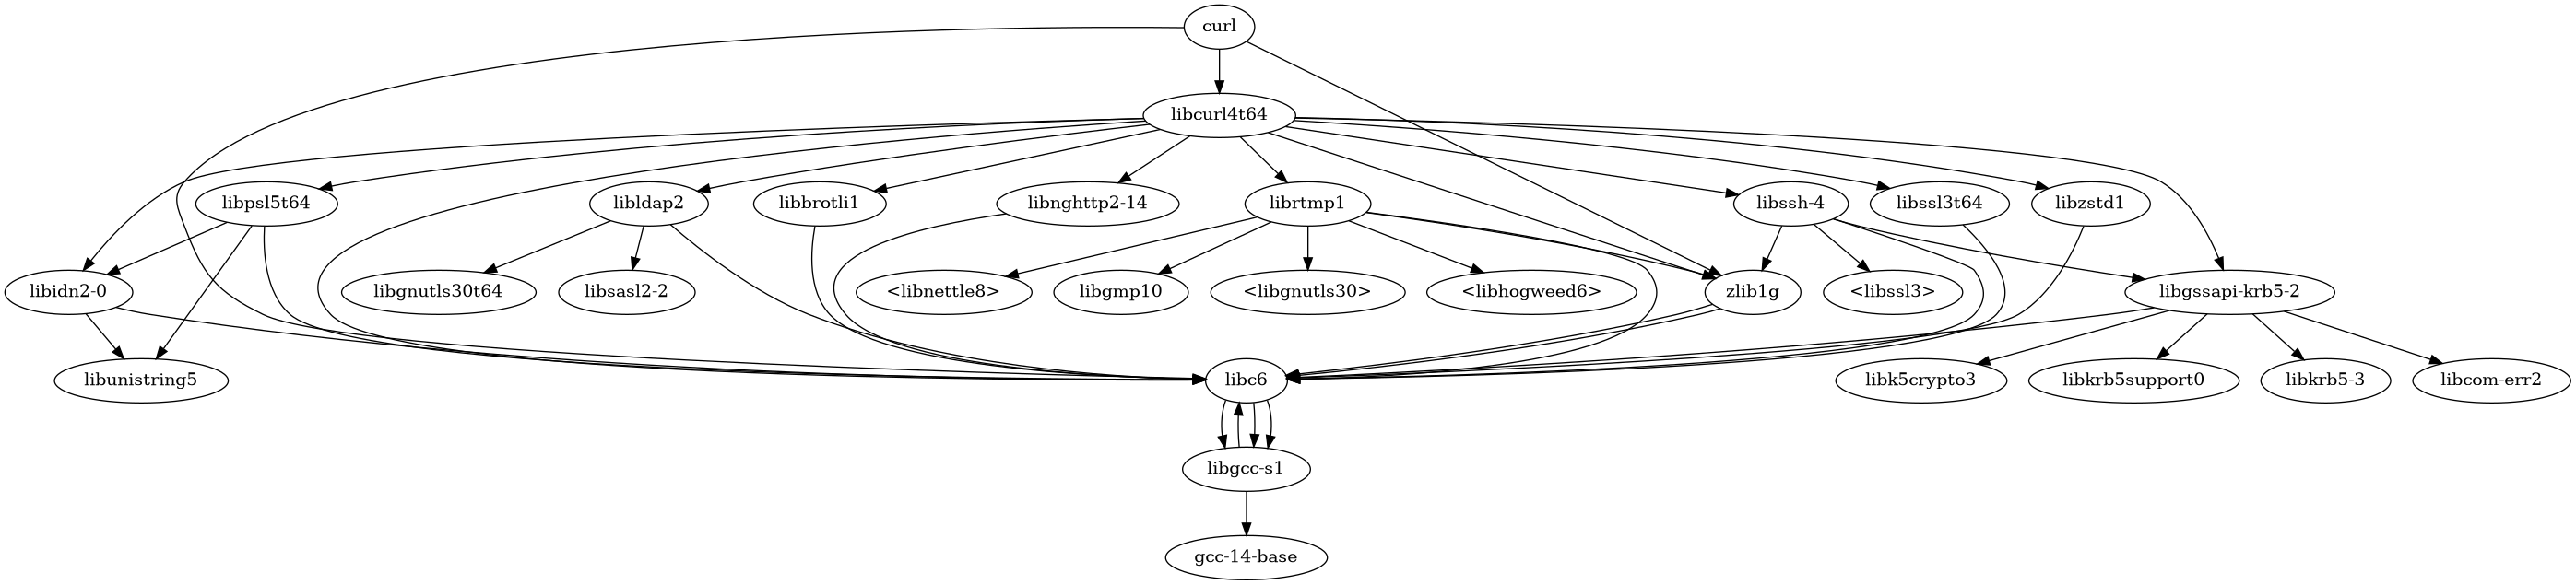 curl
libcurl4t64
libpsl5t64
libldap2
libbrotli1
libnghttp2-14
librtmp1
libssh-4
libssl3t64
libzstd1
libidn2-0
libgnutls30t64
libsasl2-2
<libnettle8>
libgmp10
<libgnutls30>
<libhogweed6>
zlib1g
<libssl3>
libgssapi-krb5-2
libunistring5
libc6
libk5crypto3
libkrb5support0
libkrb5-3
libcom-err2
libgcc-s1
gcc-14-base